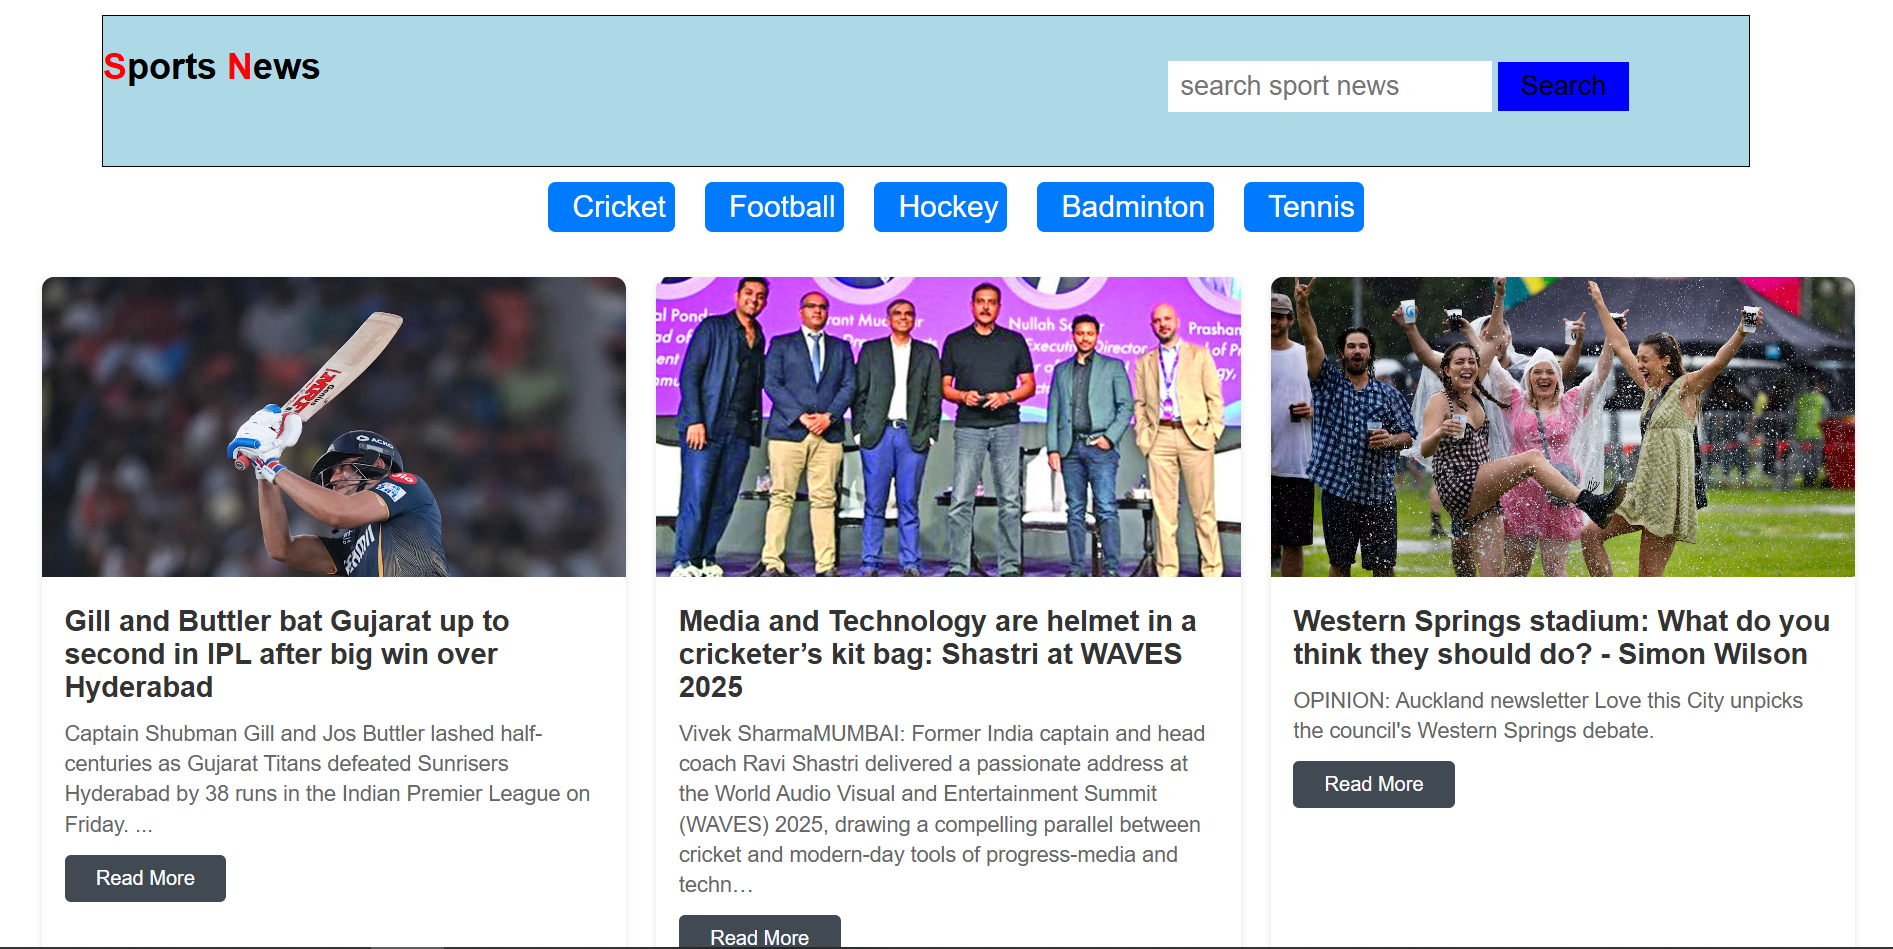 Sports News
search sport news
Search
Cricket
Football
Hockey
Badminton
Tennis
ACKO
Nullah
Executive Director
Prashan
Gill and Buttler bat Gujarat up to
second in IPL after big win over
Hyderabad
Captain Shubman Gill and Jos Buttler lashed half-
centuries as Gujarat Titans defeated Sunrisers
Hyderabad by 38 runs in the Indian Premier League on
Friday. ...
Read More
Media and Technology are helmet in a
cricketer’s kit bag: Shastri at WAVES
2025
Vivek SharmaMUMBAI: Former India captain and head
coach Ravi Shastri delivered a passionate address at
the World Audio Visual and Entertainment Summit
(WAVES) 2025, drawing a compelling parallel between
cricket and modern-day tools of progress-media and
techn…
Read More
Western Springs stadium: What do you
think they should do? - Simon Wilson
OPINION: Auckland newsletter Love this City unpicks
the council's Western Springs debate.
Read More